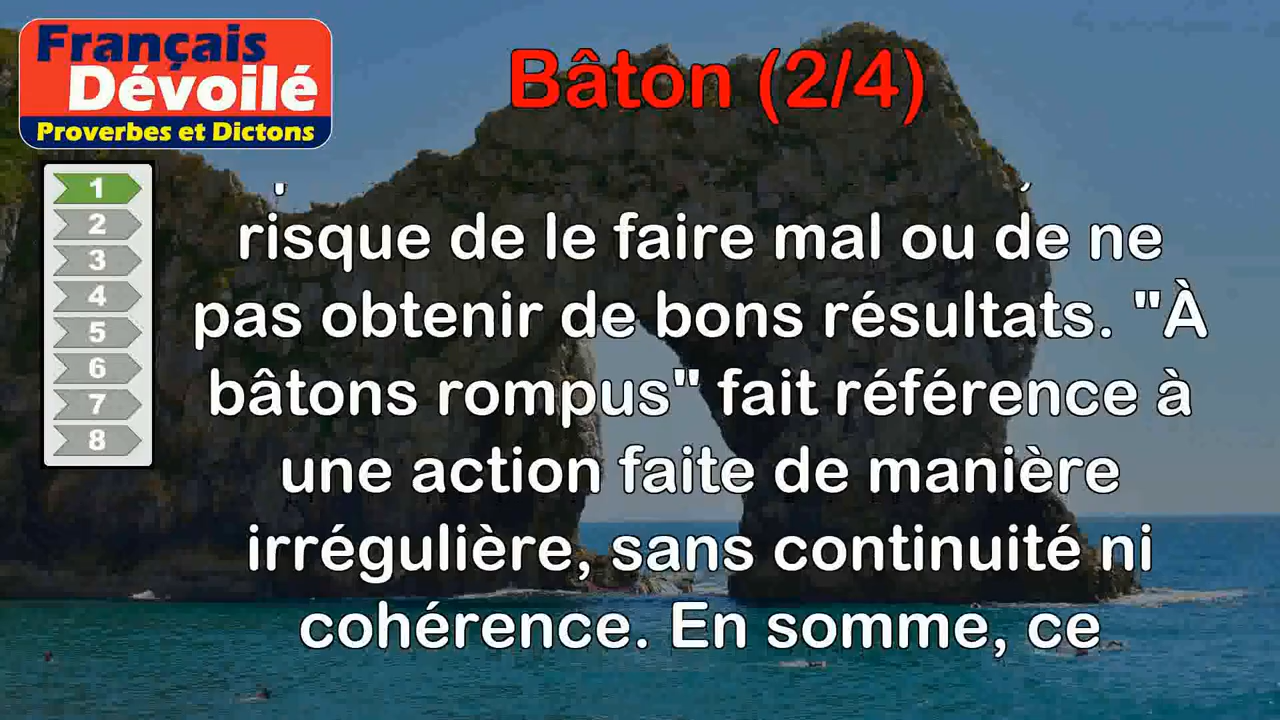 Français
Dévoilé
Proverbes et Dictons
Bâton (2/4)
1
2
3
4
5
6
7
8
risque de le faire mal ou de ne
pas obtenir de bons résultats. "À
bâtons rompus" fait référence à
une action faite de manière
irrégulière, sans continuité ni
cohérence. En somme, ce